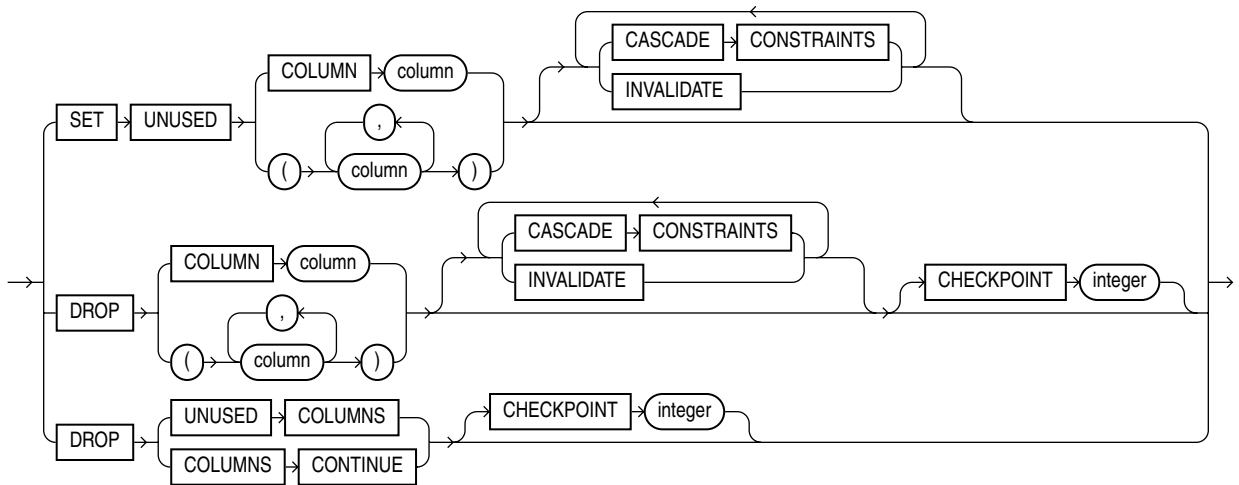 CASCADE CONSTRAINTS
COLUMN column
INVALIDATE
SET UNUSED
,
( column )
CASCADE CONSTRAINTS
COLUMN column
INVALIDATE
CHECKPOINT integer
DROP
,
( column )
UNUSED COLUMNS
CHECKPOINT integer
DROP
COLUMNS CONTINUE